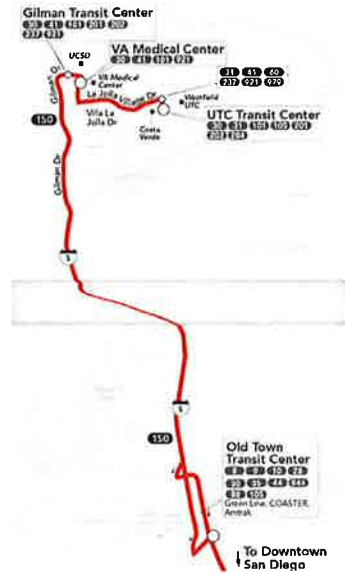 Gilman Transit Center
30 41 101 201 202
237 921
UCSD
VA Medical Center
30 41 101 921
VA Medical
Center
La Jolla Village Dr
Villa La
Jolla Dr
Gilman Dr
31 41 60
237 921 979
Westfield
UTC
Costa
Verde
UTC Transit Center
30 31 101 105 201
202 204
150
Gilman Dr
5
5
150
Old Town
Transit Center
8 9 10 28
30 35 44
105
Green Line, COASTER,
Amtrak
To Downtown
San Diego